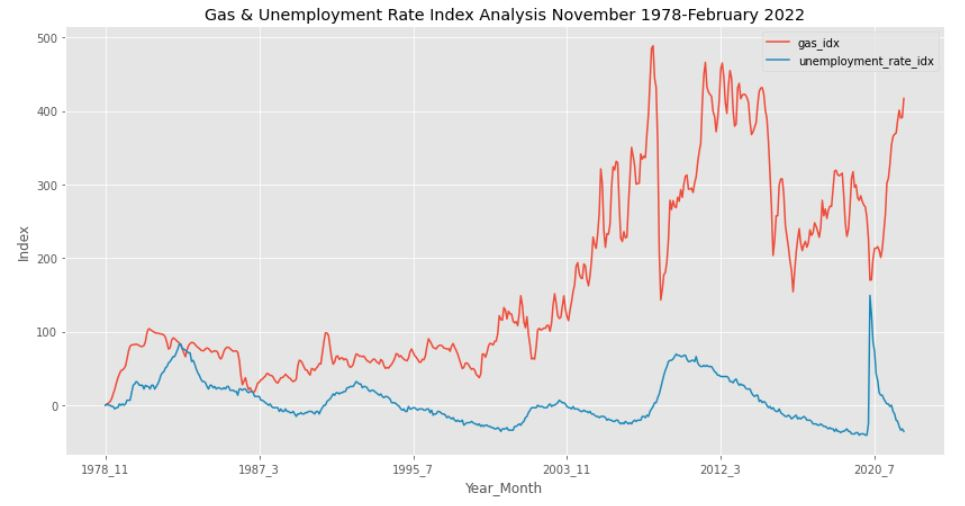 Gas & Unemployment Rate Index Analysis November 1978-February 2022
gas_idx
unemployment_rate_idx
500
400
300
200
100
0
Index
1978_11 1987_3 1995_7 2003_11 2012_3 2020_7
Year_Month